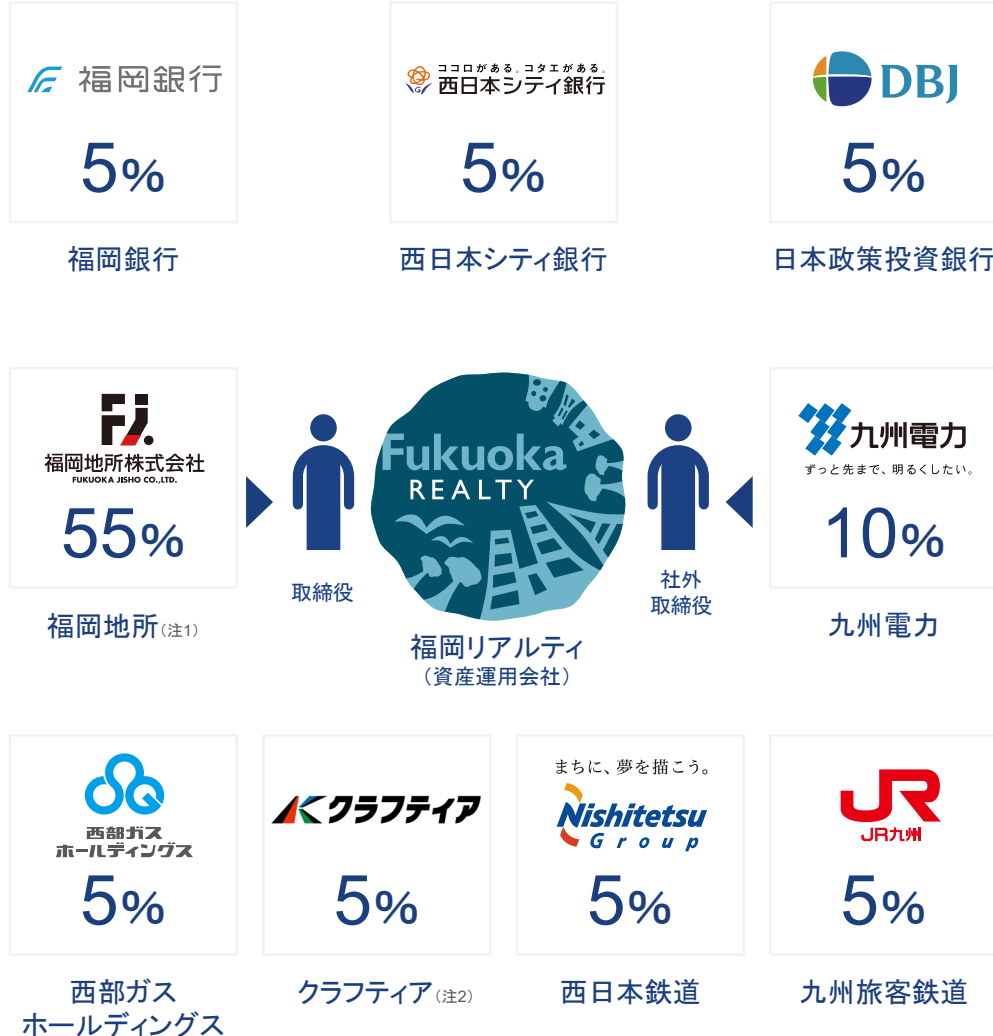 福岡銀行
5%
福岡銀行
ココロがある。コタエがある。
西日本シティ銀行
5%
西日本シティ銀行
DBJ
5%
日本政策投資銀行
FJ.
福岡地所株式会社
FUKUOKA JISHO CO.,LTD.
55%
福岡地所(注1)
取締役
Fukuoka
REALTY
福岡リアルティ
(資産運用会社)
社外
取締役
九州電力
ずっと先まで、明るくしたい。
10%
九州電力
西部ガス
ホールディングス
5%
西部ガス
ホールディングス
クラフティア
5%
クラフティア(注2)
まちに、夢を描こう。
Nishitetsu
Group
5%
西日本鉄道
JR
JR九州
5%
九州旅客鉄道